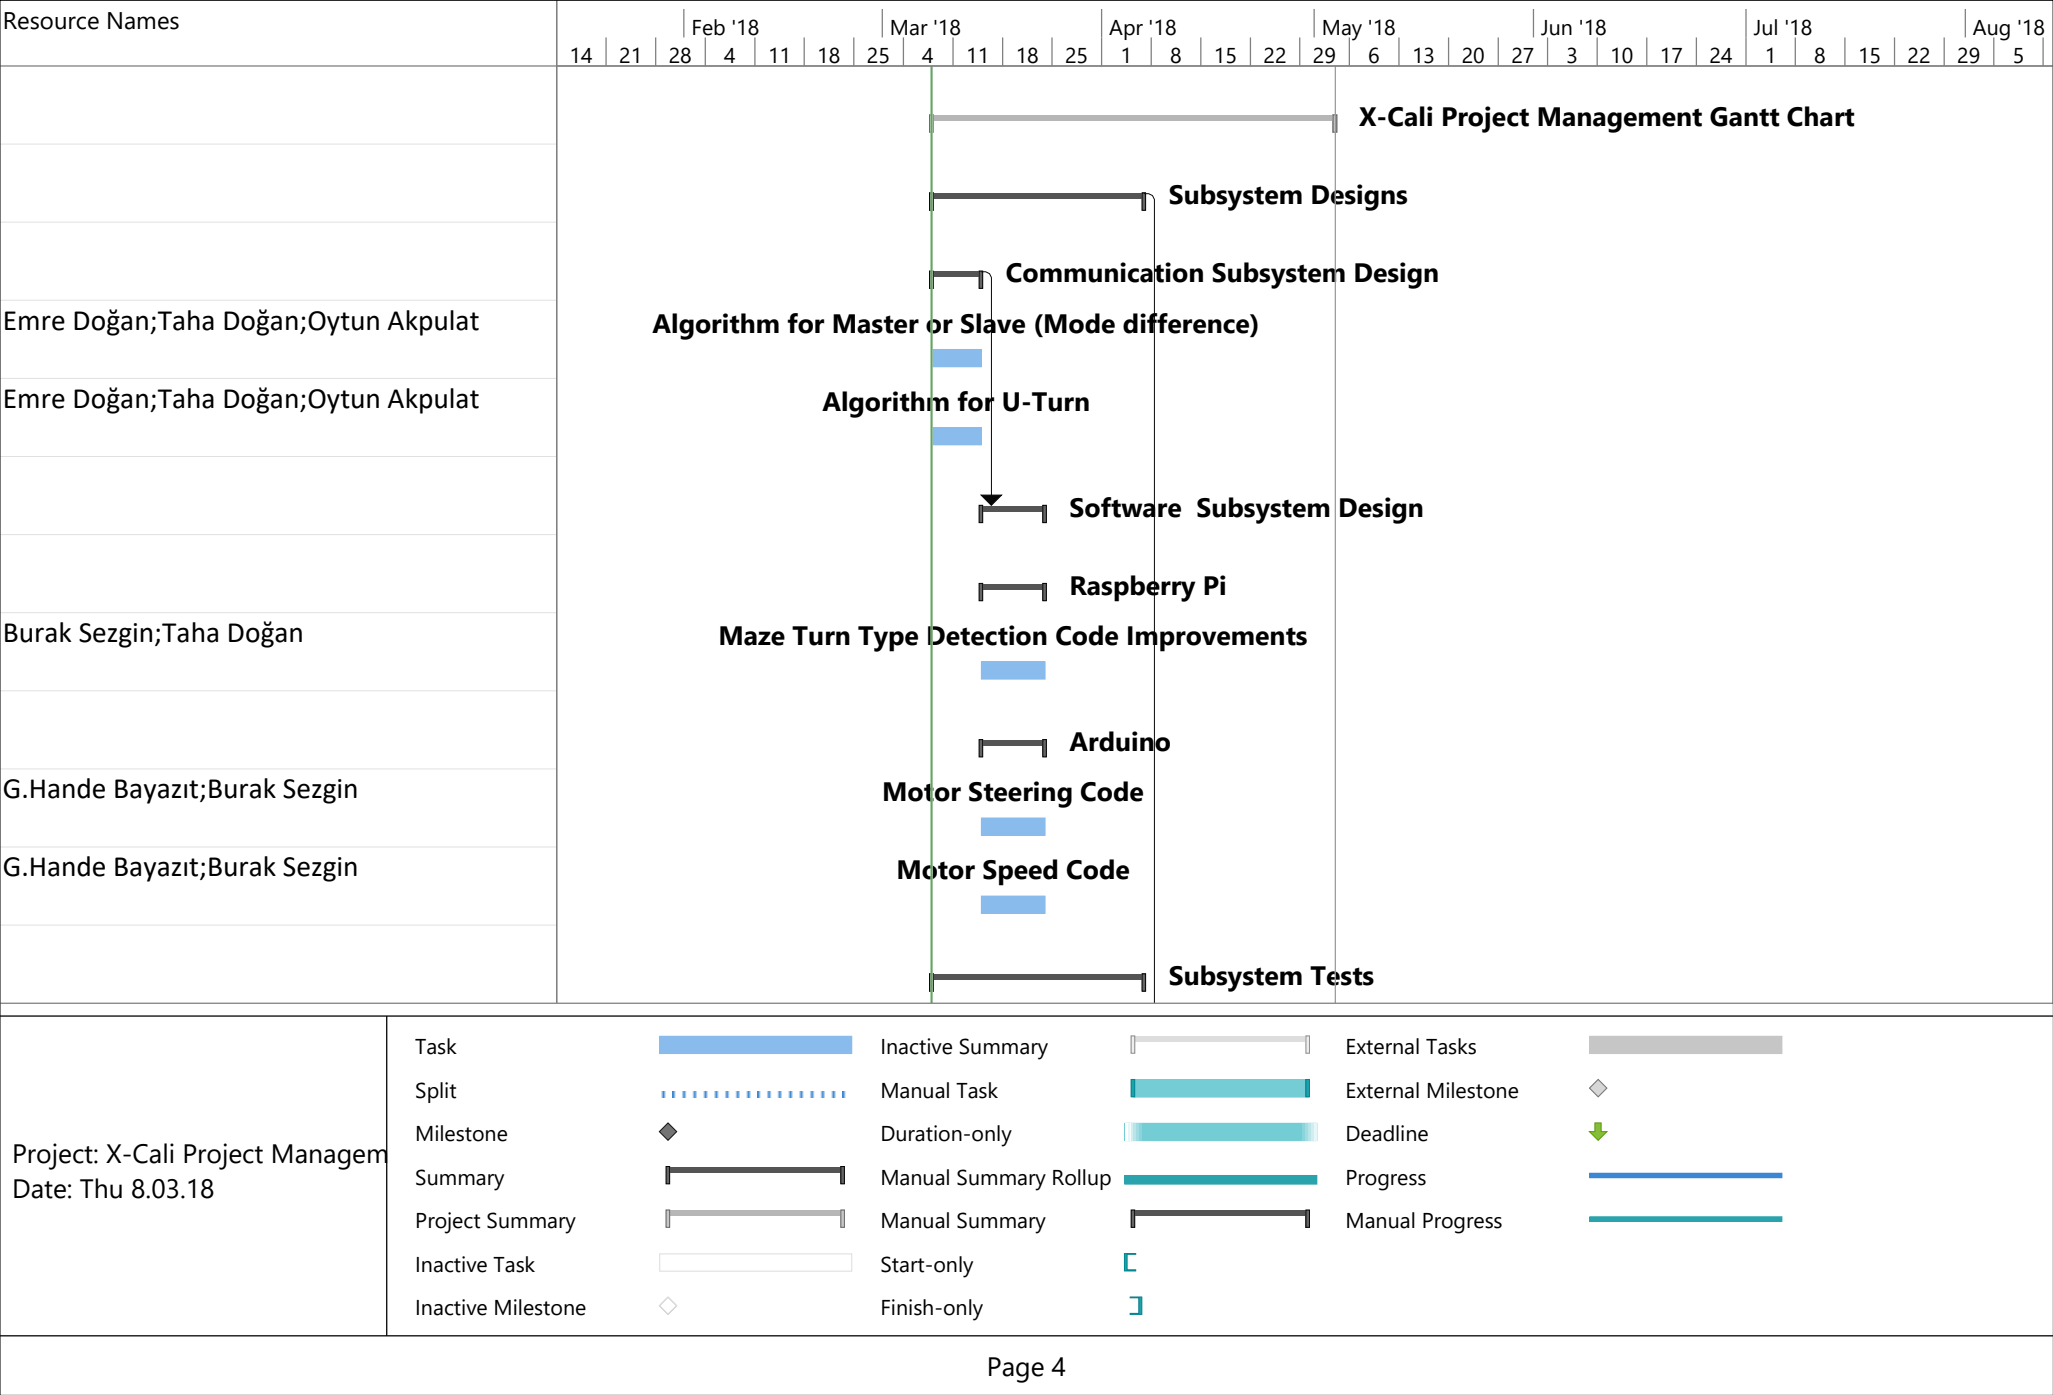 Resource Names
Feb '18 Mar '18 Apr '18 May '18 Jun '18 Jul '18 Aug '18
14 21 28 4 11 18 25 4 11 18 25 1 8 15 22 29 6 13 20 27 3 10 17 24 1 8 15 22 29 5
X-Cali Project Management Gantt Chart
Subsystem Designs
Communication Subsystem Design
Emre Doğan;Taha Doğan;Oytun Akpulat
Algorithm for Master or Slave (Mode difference)
Emre Doğan;Taha Doğan;Oytun Akpulat
Algorithm for U-Turn
Software  Subsystem Design
Raspberry Pi
Burak Sezgin;Taha Doğan
Maze Turn Type Detection Code Improvements
Arduino
G.Hande Bayazıt;Burak Sezgin
Motor Steering Code
G.Hande Bayazıt;Burak Sezgin
Motor Speed Code
Subsystem Tests
Project: X-Cali Project Managem
Date: Thu 8.03.18
Task
Split
Milestone
Summary
Project Summary
Inactive Task
Inactive Milestone
Inactive Summary
Manual Task
Duration-only
Manual Summary Rollup
Manual Summary
Start-only
Finish-only
External Tasks
External Milestone
Deadline
Progress
Manual Progress
Page 4